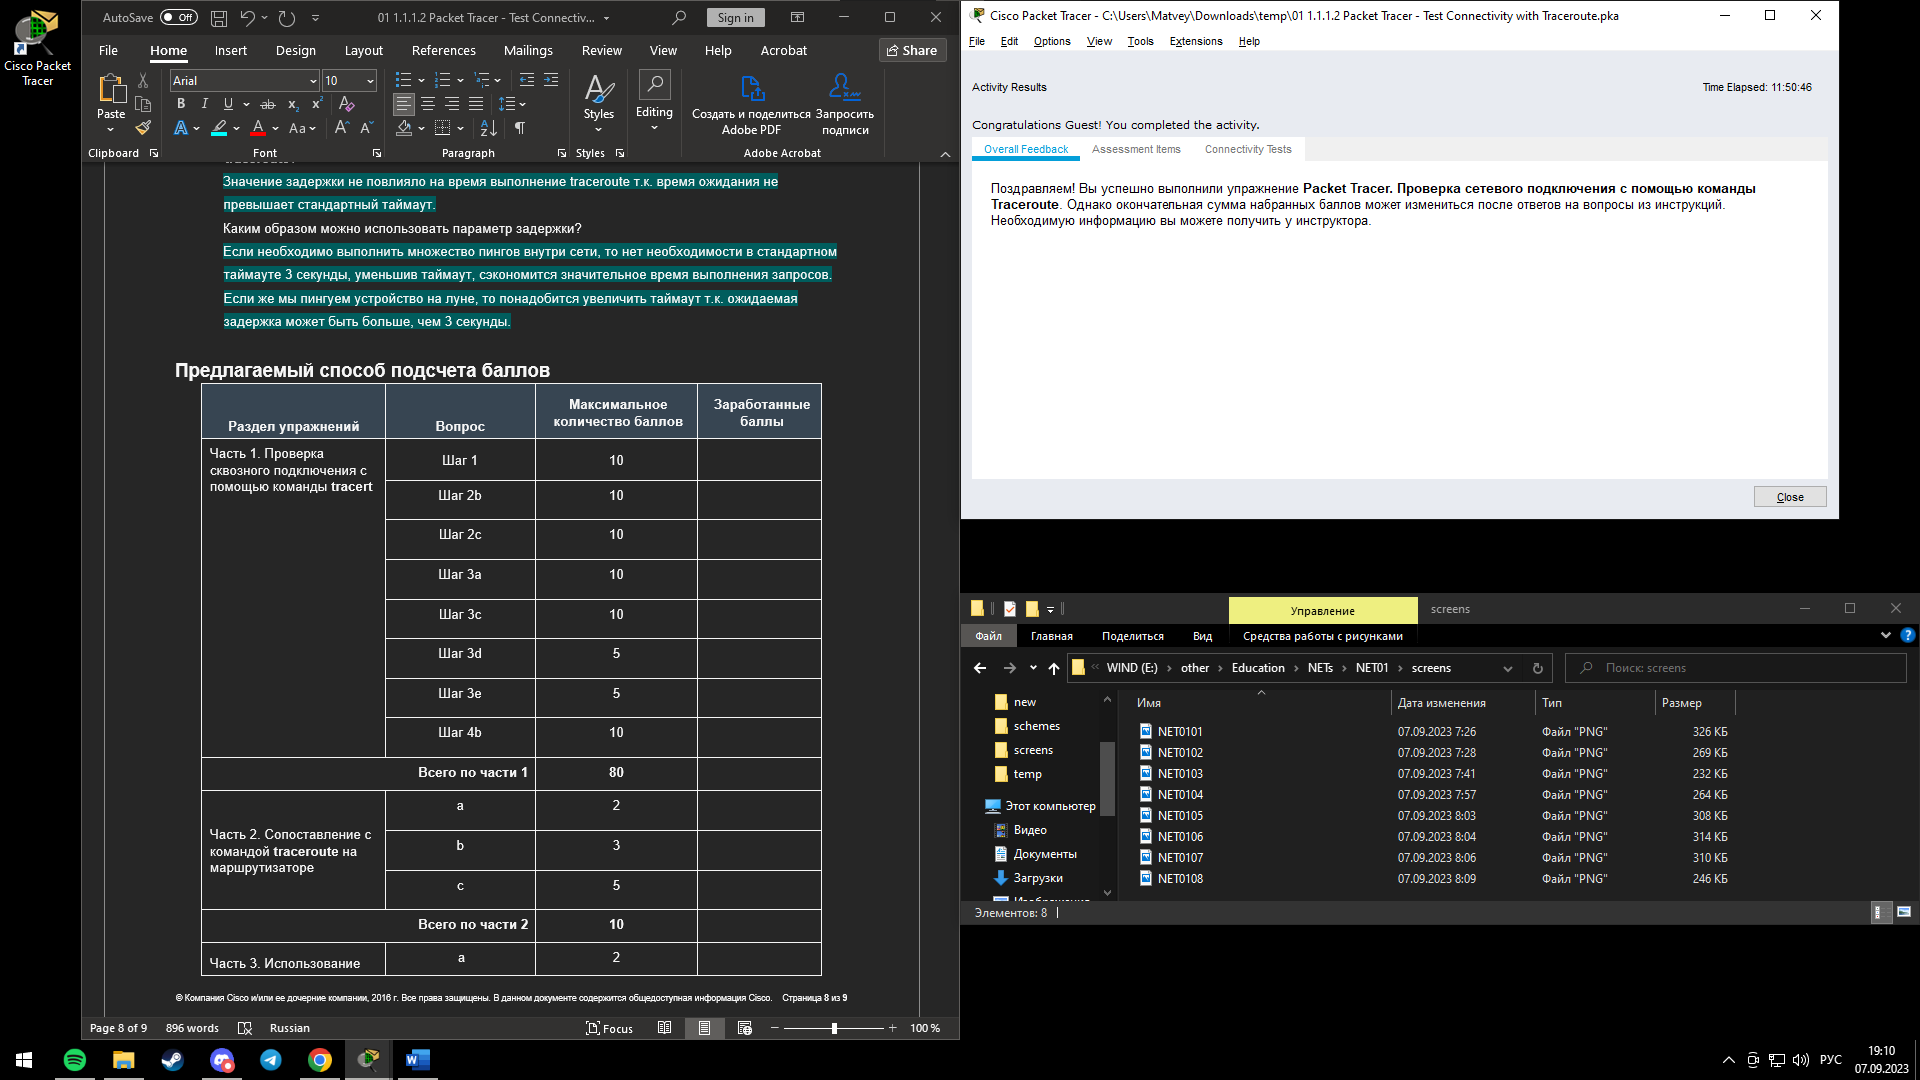 Cisco Packet
Tracer
AutoSave Off 01 1.1.1.2 Packet Tracer - Test Connectiv... Sign in
File Home Insert Design Layout References Mailings Review View Help Acrobat Share
Paste
Clipboard
Arial 10
B I U ab x₂ x²
A A Aa A A
Font
Paragraph
Styles
Styles
Editing
Создать и поделиться
Adobe PDF
Запросить
подписи
Adobe Acrobat
Значение задержки не повлияло на время выполнение traceroute т.к. время ожидания не
превышает стандартный таймаут.
Каким образом можно использовать параметр задержки?
Если необходимо выполнить множество пингов внутри сети, то нет необходимости в стандартном
таймауте 3 секунды, уменьшив таймаут, сэкономится значительное время выполнения запросов.
Если же мы пингуем устройство на луне, то понадобится увеличить таймаут т.к. ожидаемая
задержка может быть больше, чем 3 секунды.
Предлагаемый способ подсчета баллов
Раздел упражнений Вопрос Максимальное количество баллов Заработанные баллы
Часть 1. Проверка
сквозного подключения с
помощью команды tracert
Шаг 1 10
Шаг 2b 10
Шаг 2c 10
Шаг 3a 10
Шаг 3c 10
Шаг 3d 5
Шаг 3e 5
Шаг 4b 10
Всего по части 1 80
Часть 2. Сопоставление с
командой traceroute на
маршрутизаторе
a 2
b 3
c 5
Всего по части 2 10
Часть 3. Использование a 2
© Компания Cisco и/или ее дочерние компании, 2016 г. Все права защищены. В данном документе содержится общедоступная информация Cisco. Страница 8 из 9
Page 8 of 9 896 words Russian Focus 100 %
Cisco Packet Tracer - C:\Users\Matvey\Downloads\temp\01 1.1.1.2 Packet Tracer - Test Connectivity with Traceroute.pka
File Edit Options View Tools Extensions Help
Activity Results Time Elapsed: 11:50:46
Congratulations Guest! You completed the activity.
Overall Feedback Assessment Items Connectivity Tests
Поздравляем! Вы успешно выполнили упражнение Packet Tracer. Проверка сетевого подключения с помощью команды
Traceroute. Однако окончательная сумма набранных баллов может измениться после ответов на вопросы из инструкций.
Необходимую информацию вы можете получить у инструктора.
Close
Управление screens
Файл Главная Поделиться Вид Средства работы с рисунками
WIND (E:) › other › Education › NETs › NET01 › screens
Поиск: screens
new
schemes
screens
temp
Этот компьютер
Видео
Документы
Загрузки
Имя Дата изменения Тип Размер
NET0101 07.09.2023 7:26 Файл "PNG" 326 КБ
NET0102 07.09.2023 7:28 Файл "PNG" 269 КБ
NET0103 07.09.2023 7:41 Файл "PNG" 232 КБ
NET0104 07.09.2023 7:57 Файл "PNG" 264 КБ
NET0105 07.09.2023 8:03 Файл "PNG" 308 КБ
NET0106 07.09.2023 8:04 Файл "PNG" 314 КБ
NET0107 07.09.2023 8:06 Файл "PNG" 310 КБ
NET0108 07.09.2023 8:09 Файл "PNG" 246 КБ
Элементов: 8
РУС
19:10
07.09.2023